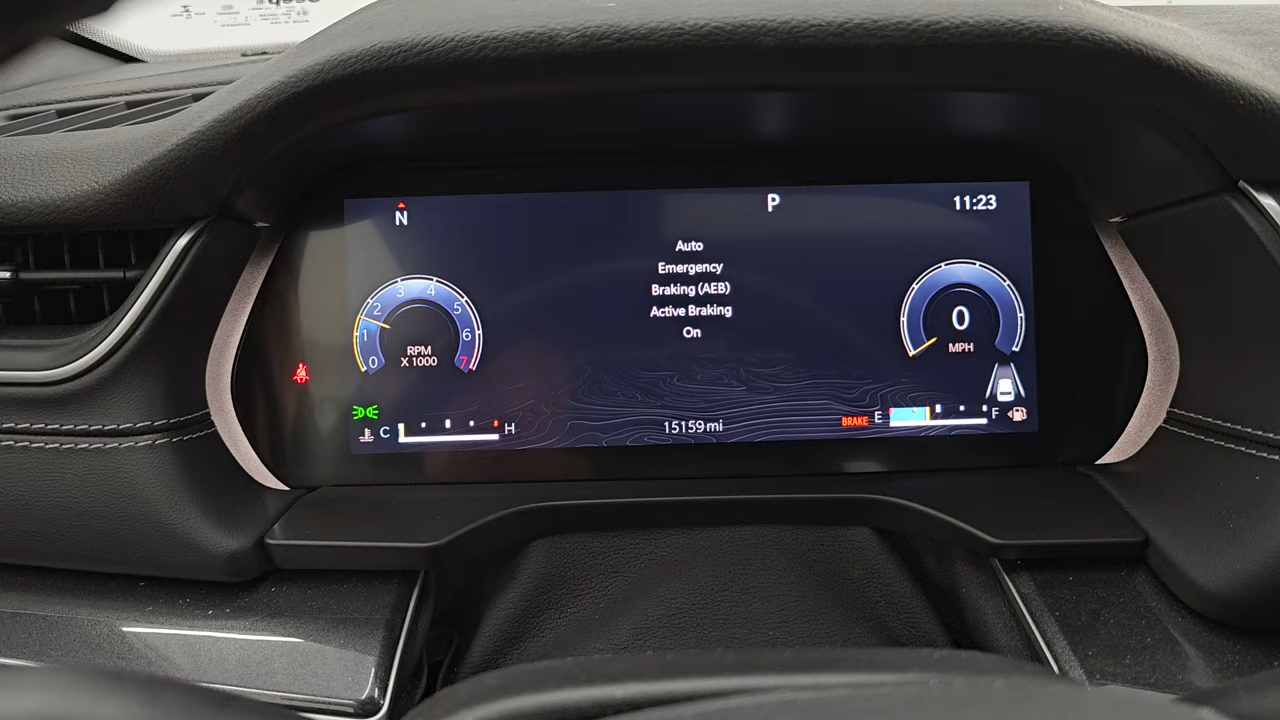 N
P
11:23
Auto
Emergency
Braking (AEB)
Active Braking
On
0
1
2
3
4
5
6
7
RPM
X 1000
0
MPH
C
H
15159 mi
BRAKE
E
F